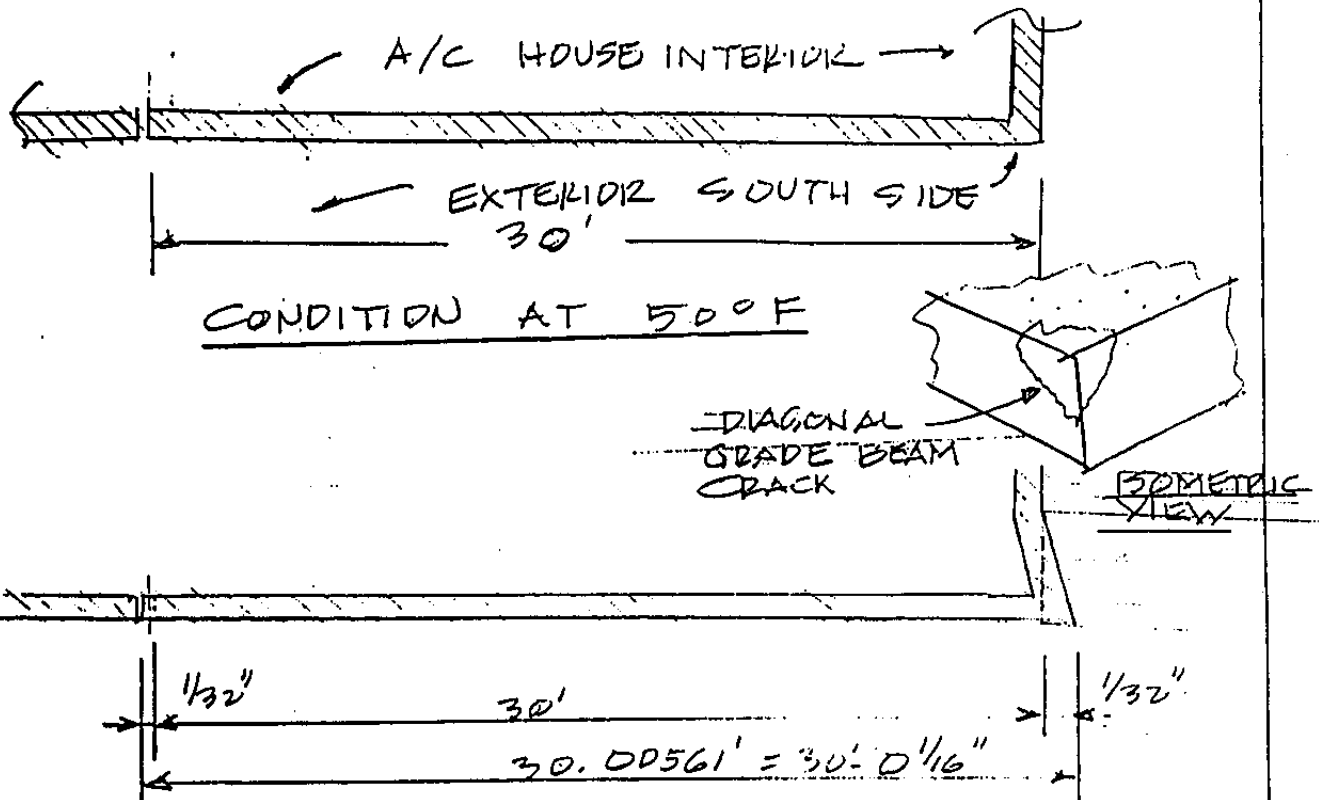 A/C HOUSE INTERIOR
EXTERIOR SOUTH SIDE
30'
CONDITION AT 50°F
DIAGONAL
GRADE BEAM
CRACK
ISOMETRIC
VIEW
1/32"
30'
1/32"
30.00561' = 30'-0 1/16"